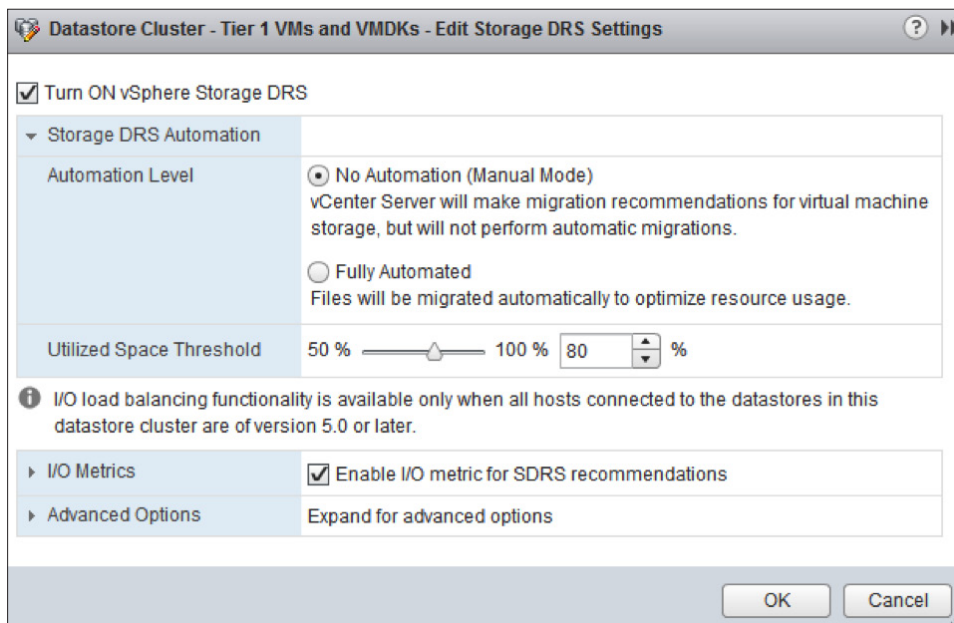 Datastore Cluster - Tier 1 VMs and VMDKs - Edit Storage DRS Settings
?
Turn ON vSphere Storage DRS
Storage DRS Automation
Automation Level
No Automation (Manual Mode)
vCenter Server will make migration recommendations for virtual machine
storage, but will not perform automatic migrations.
Fully Automated
Files will be migrated automatically to optimize resource usage.
Utilized Space Threshold 50 % 100 % 80 %
I/O load balancing functionality is available only when all hosts connected to the datastores in this
datastore cluster are of version 5.0 or later.
I/O Metrics Enable I/O metric for SDRS recommendations
Advanced Options Expand for advanced options
OK Cancel